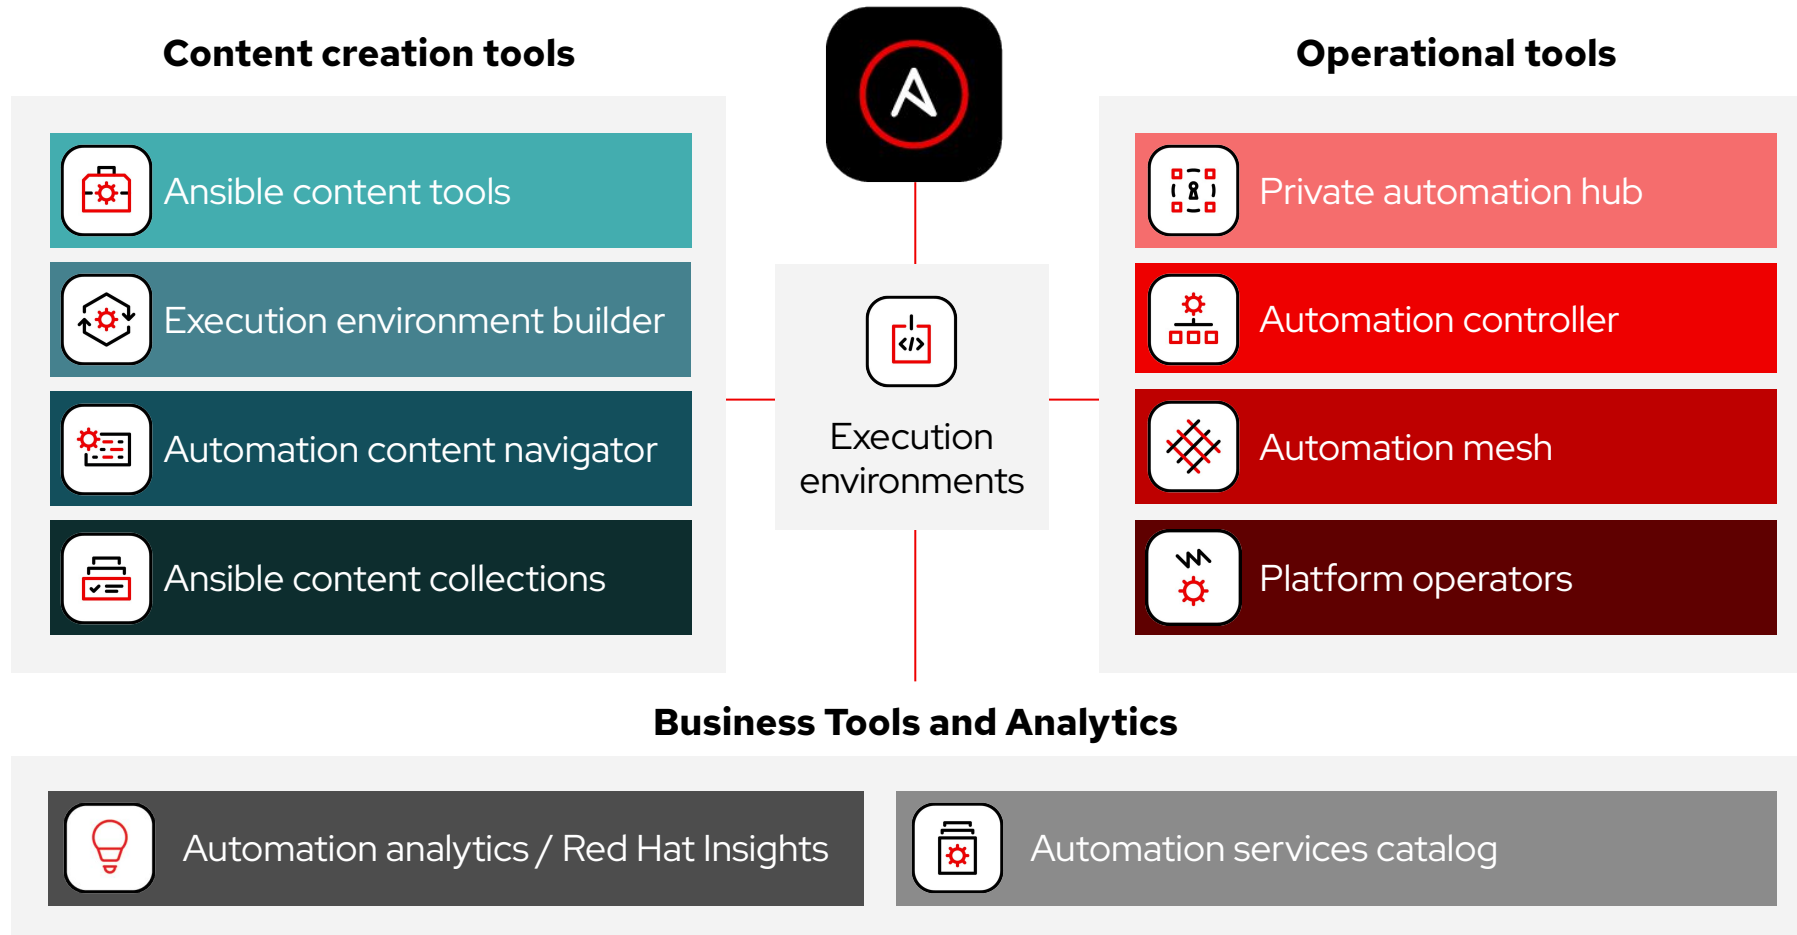 Content creation tools
Ansible content tools
Execution environment builder
Automation content navigator
Ansible content collections
A
</>
Execution
environments
Operational tools
Private automation hub
Automation controller
Automation mesh
Platform operators
Business Tools and Analytics
Automation analytics / Red Hat Insights
Automation services catalog